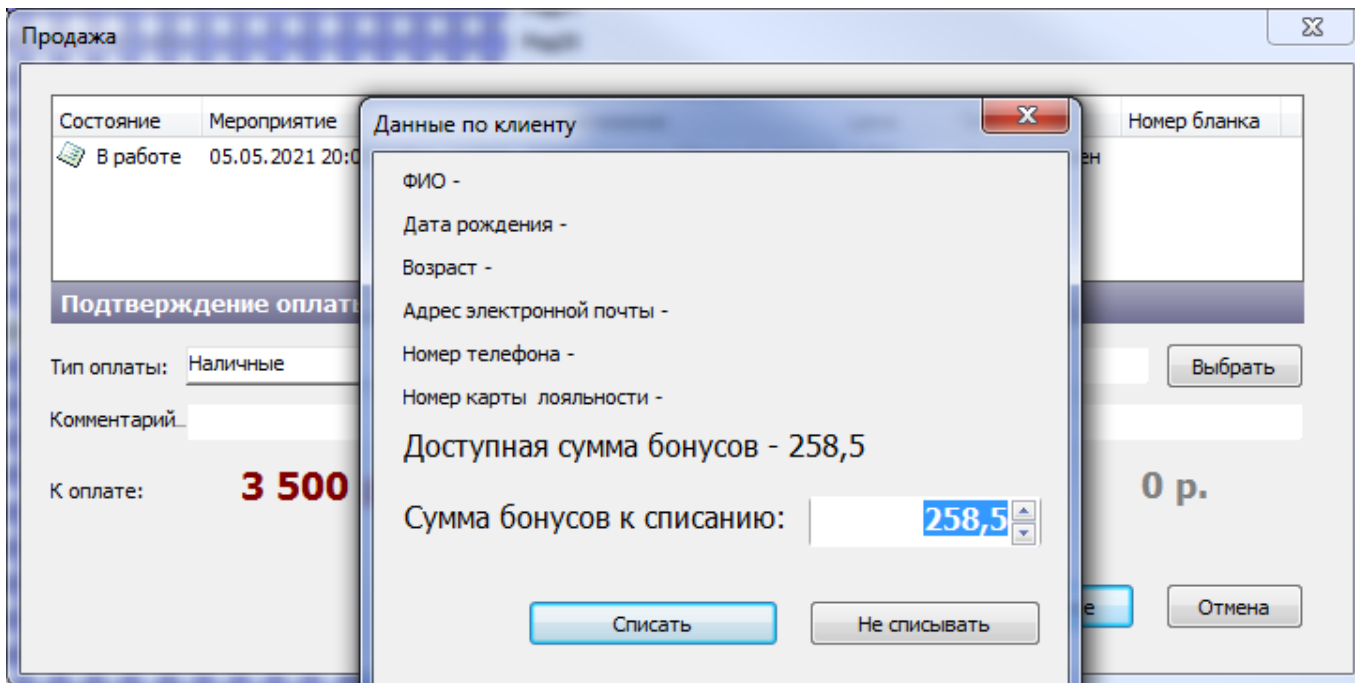 Продажа
Состояние Мероприятие Номер бланка
В работе 05.05.2021 20:0 ен
Подтверждение оплаты
Тип оплаты: Наличные Выбрать
Комментарий...
К оплате: 3 500 0 р.
е Отмена
Данные по клиенту
ФИО -
Дата рождения -
Возраст -
Адрес электронной почты -
Номер телефона -
Номер карты лояльности -
Доступная сумма бонусов - 258,5
Сумма бонусов к списанию: 258,5
Списать Не списывать